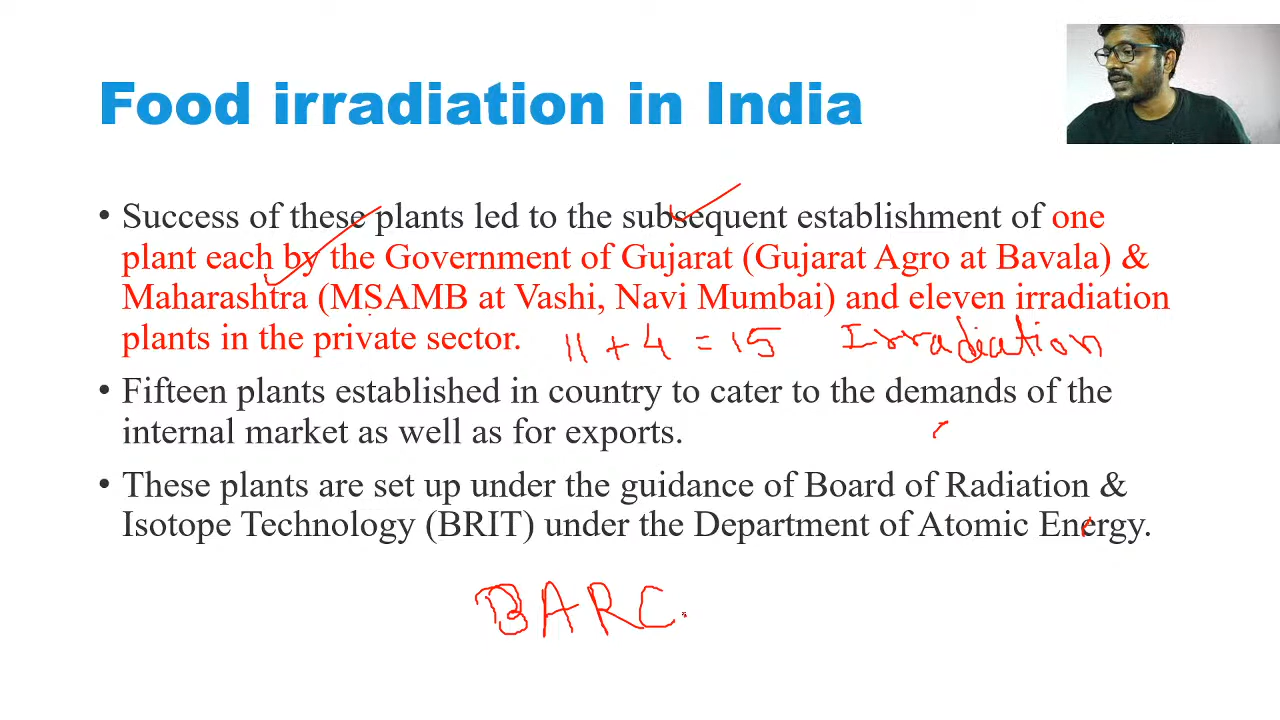 Food irradiation in India
• Success of these plants led to the subsequent establishment of one
plant each by the Government of Gujarat (Gujarat Agro at Bavala) &
Maharashtra (MSAMB at Vashi, Navi Mumbai) and eleven irradiation
plants in the private sector.
11 + 4 = 15 Irradiation
• Fifteen plants established in country to cater to the demands of the
internal market as well as for exports.
• These plants are set up under the guidance of Board of Radiation &
Isotope Technology (BRIT) under the Department of Atomic Energy.
BARC